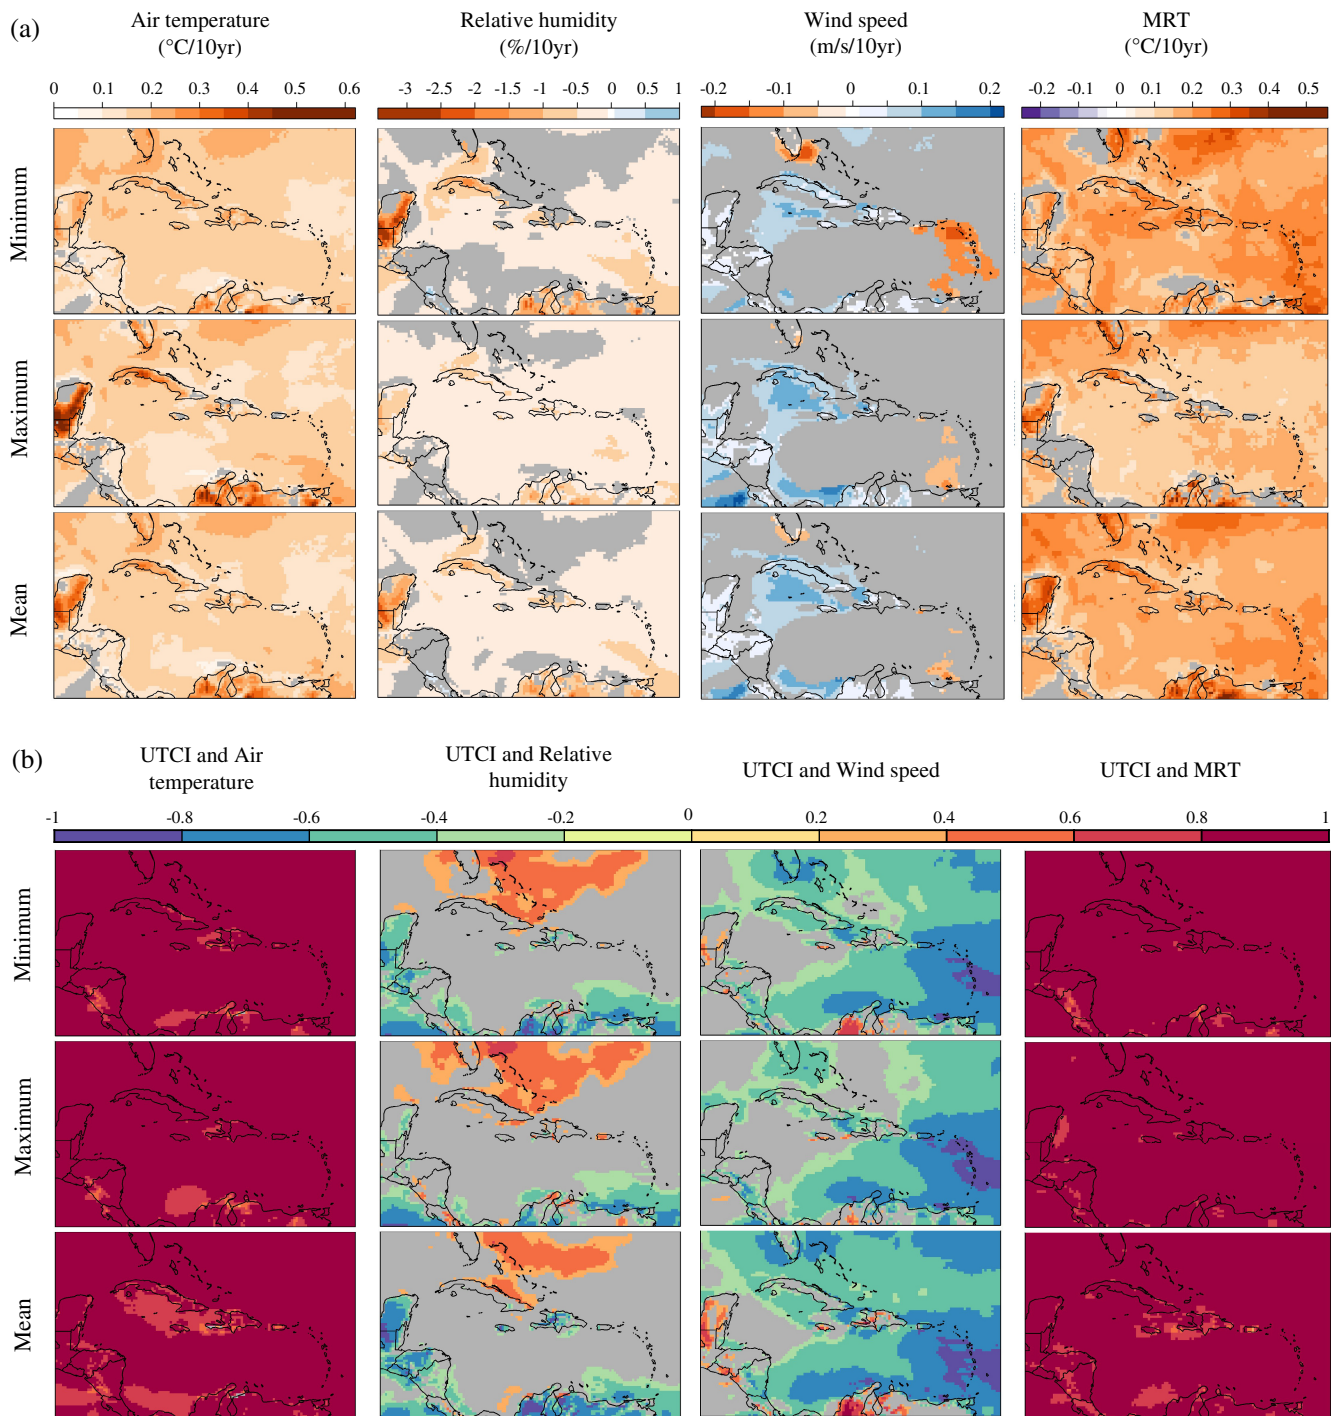 (a)
Air temperature
(°C/10yr)
Relative humidity
(%/10yr)
Wind speed
(m/s/10yr)
MRT
(°C/10yr)
0 0.1 0.2 0.3 0.4 0.5 0.6
-3 -2.5 -2 -1.5 -1 -0.5 0 0.5 1
-0.2 -0.1 0 0.1 0.2
-0.2 -0.1 0 0.1 0.2 0.3 0.4 0.5
Minimum
Maximum
Mean
(b)
UTCI and Air
temperature
UTCI and Relative
humidity
UTCI and Wind speed
UTCI and MRT
-1 -0.8 -0.6 -0.4 -0.2 0 0.2 0.4 0.6 0.8 1
Minimum
Maximum
Mean